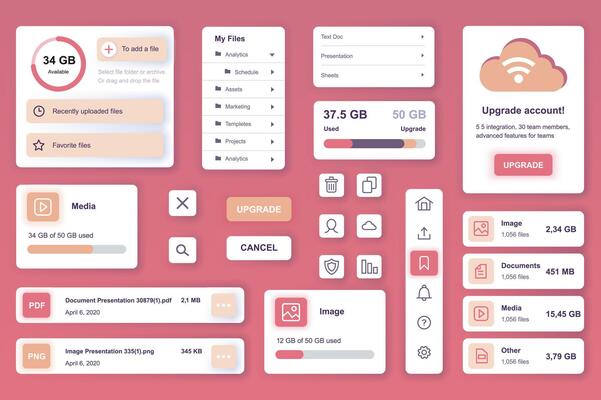 34 GB
Available
To add a file
Select file folder or archive
Or drag and drop the file
Recently uploaded files
Favorite files
My Files
Analytics
Schedule
Assets
Marketing
Templetes
Projects
Analytics
Text Doc
Presentation
Sheets
37.5 GB
50 GB
Used
Upgrade
Upgrade account!
5 5 integration, 30 team members,
advanced features for teams
UPGRADE
Media
34 GB of 50 GB used
UPGRADE
CANCEL
PDF
Document Presentation 30879(1).pdf
2,1 MB
April 6, 2020
PNG
Image Presentation 335(1).png
345 KB
April 6, 2020
Image
12 GB of 50 GB used
Image
1,056 files
2,34 GB
Documents
1,056 files
451 MB
Media
1,056 files
15,45 GB
Other
1,056 files
3,79 GB